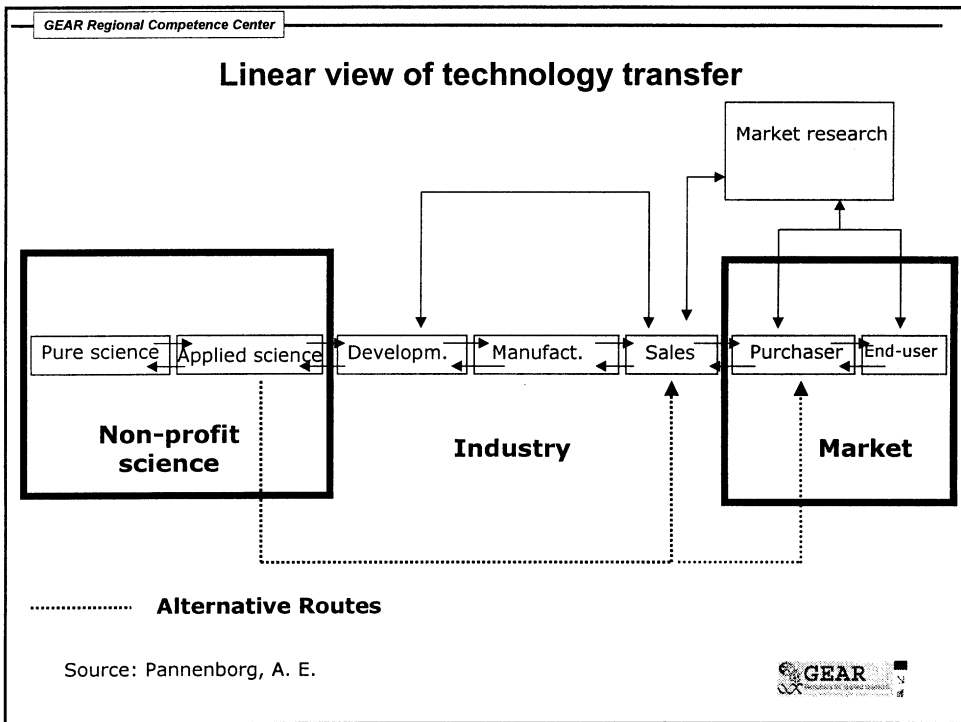 GEAR Regional Competence Center
Linear view of technology transfer
Market research
Pure science
Applied science
Developm.
Manufact.
Sales
Purchaser
End-user
Non-profit
science
Industry
Market
Alternative Routes
Source: Pannenborg, A. E.
GEAR